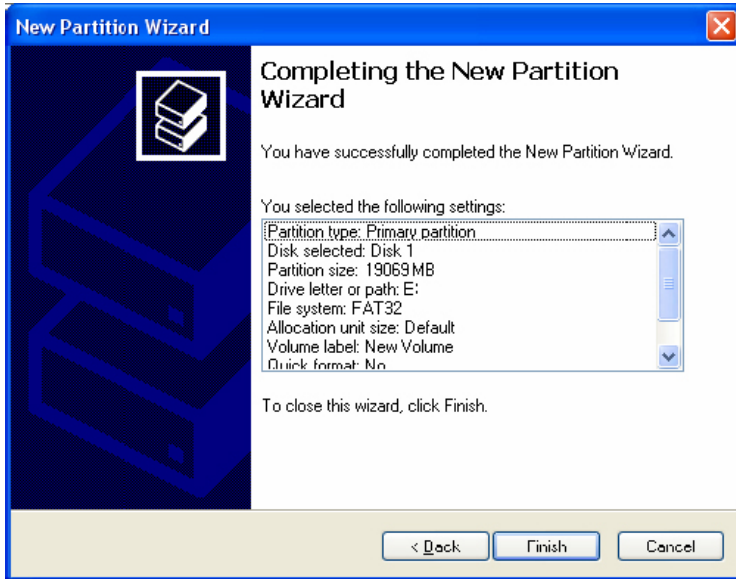 New Partition Wizard
Completing the New Partition
Wizard
You have successfully completed the New Partition Wizard.
You selected the following settings:
Partition type: Primary partition
Disk selected: Disk 1
Partition size: 19069 MB
Drive letter or path: E:
File system: FAT32
Allocation unit size: Default
Volume label: New Volume
Quick format: No
To close this wizard, click Finish.
< Back
Finish
Cancel